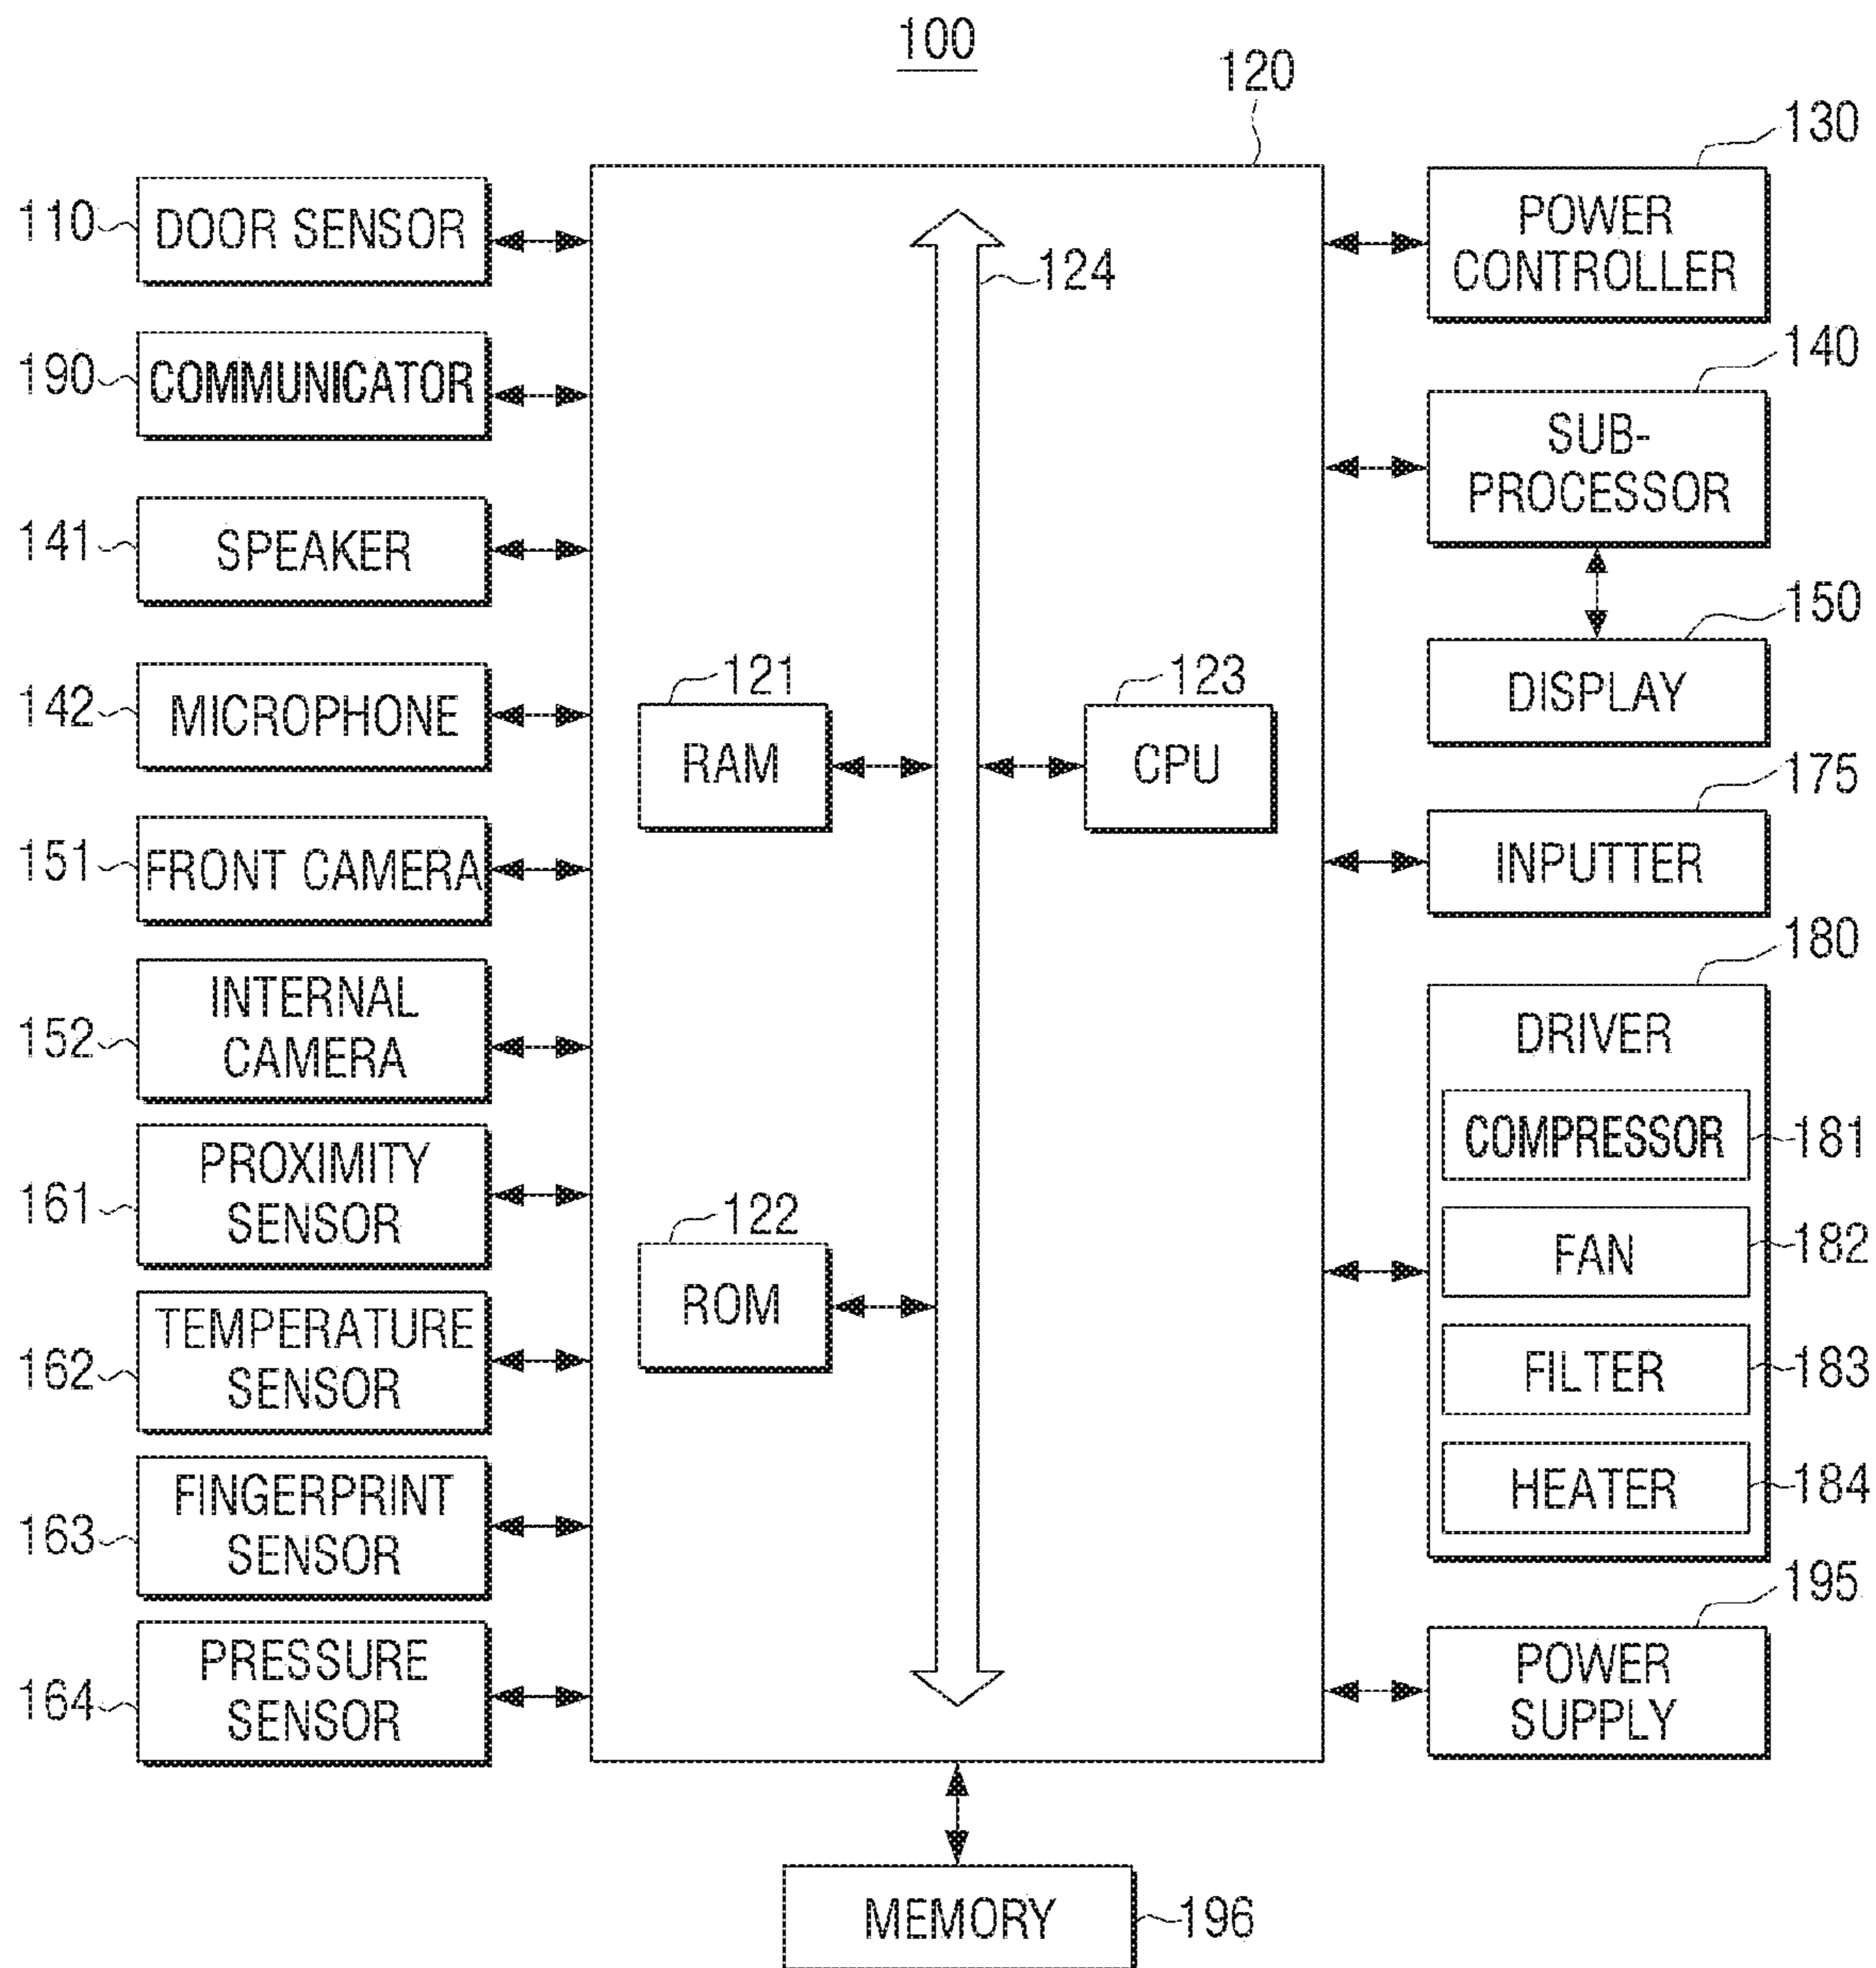 100
120
130
110
DOOR SENSOR
POWER
CONTROLLER
124
190
COMMUNICATOR
140
SUB-
PROCESSOR
141
SPEAKER
150
DISPLAY
142
MICROPHONE
121
RAM
123
CPU
175
INPUTTER
151
FRONT CAMERA
180
DRIVER
152
INTERNAL
CAMERA
COMPRESSOR
181
161
PROXIMITY
SENSOR
122
ROM
FAN
182
162
TEMPERATURE
SENSOR
FILTER
183
163
FINGERPRINT
SENSOR
HEATER
184
195
POWER
SUPPLY
164
PRESSURE
SENSOR
MEMORY
196